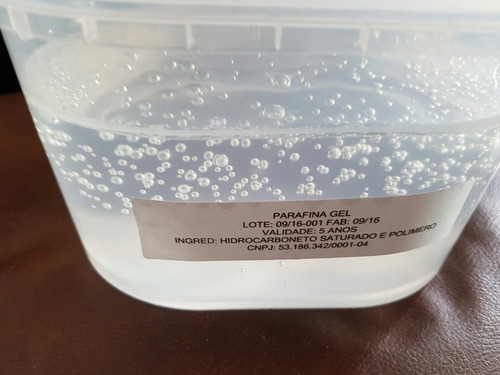 PARAFINA GEL
LOTE: 09/16-001 FAB: 09/16
VALIDADE: 5 ANOS
INGRED: HIDROCARBONETO SATURADO E POLIMERO
CNPJ: 53.186.342/0001-04